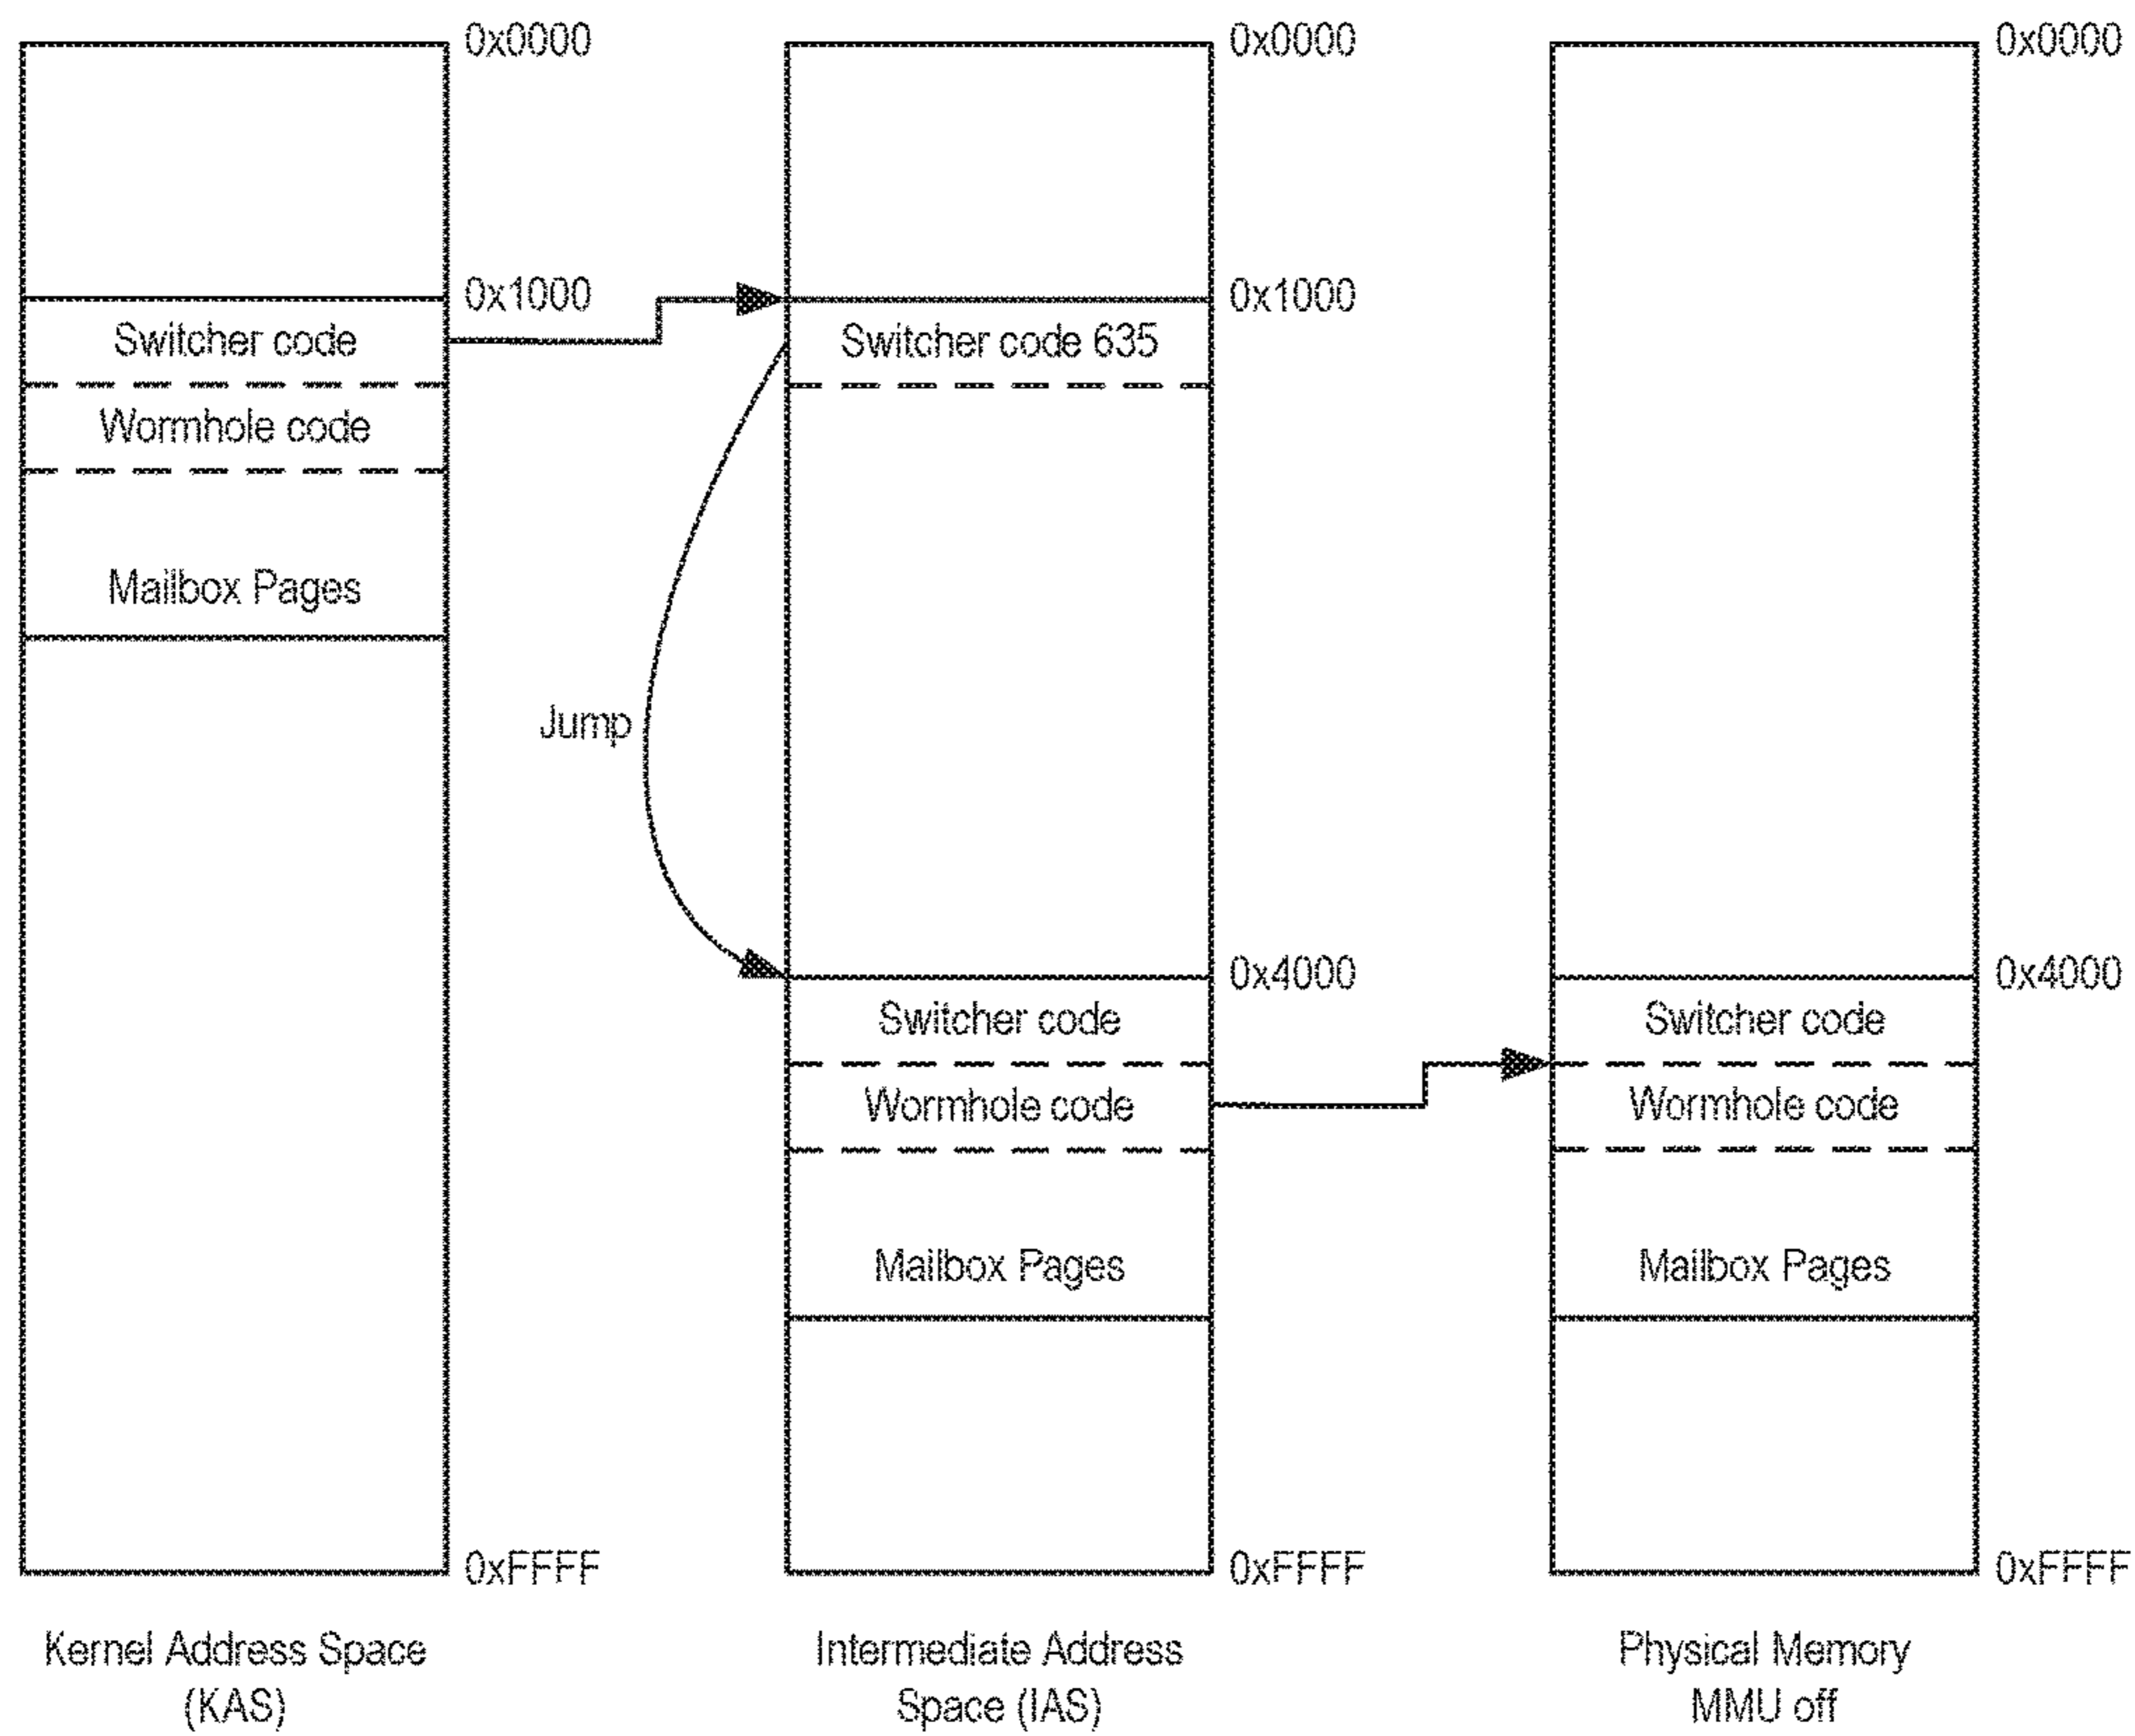 0x0000
0x0000
0x0000
0x1000
0x1000
Switcher code
Switcher code 635
Wormhole code
Mailbox Pages
Jump
0x4000
0x4000
Switcher code
Switcher code
Wormhole code
Wormhole code
Mailbox Pages
Mailbox Pages
0xFFFF
0xFFFF
0xFFFF
Kernel Address Space
(KAS)
Intermediate Address
Space (IAS)
Physical Memory
MMU off